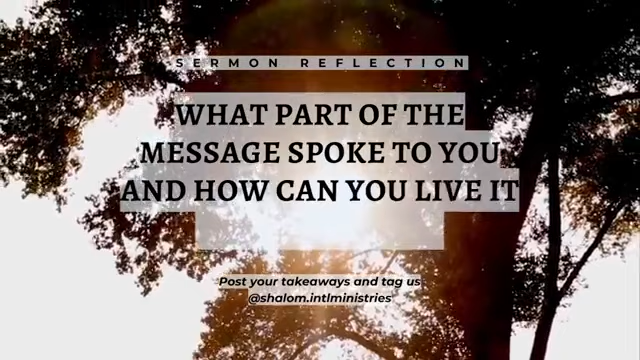 SERMON REFLECTION
WHAT PART OF THE
MESSAGE SPOKE TO YOU
AND HOW CAN YOU LIVE IT
Post your takeaways and tag us
@shalom.intlministries